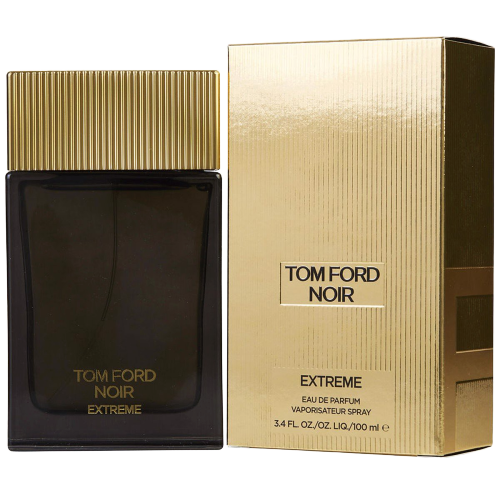 TOM FORD
NOIR
EXTREME
TOM FORD
NOIR
EXTREME
EAU DE PARFUM
VAPORISATEUR SPRAY
3.4 FL. OZ./OZ. LIQ./100 ml ℮